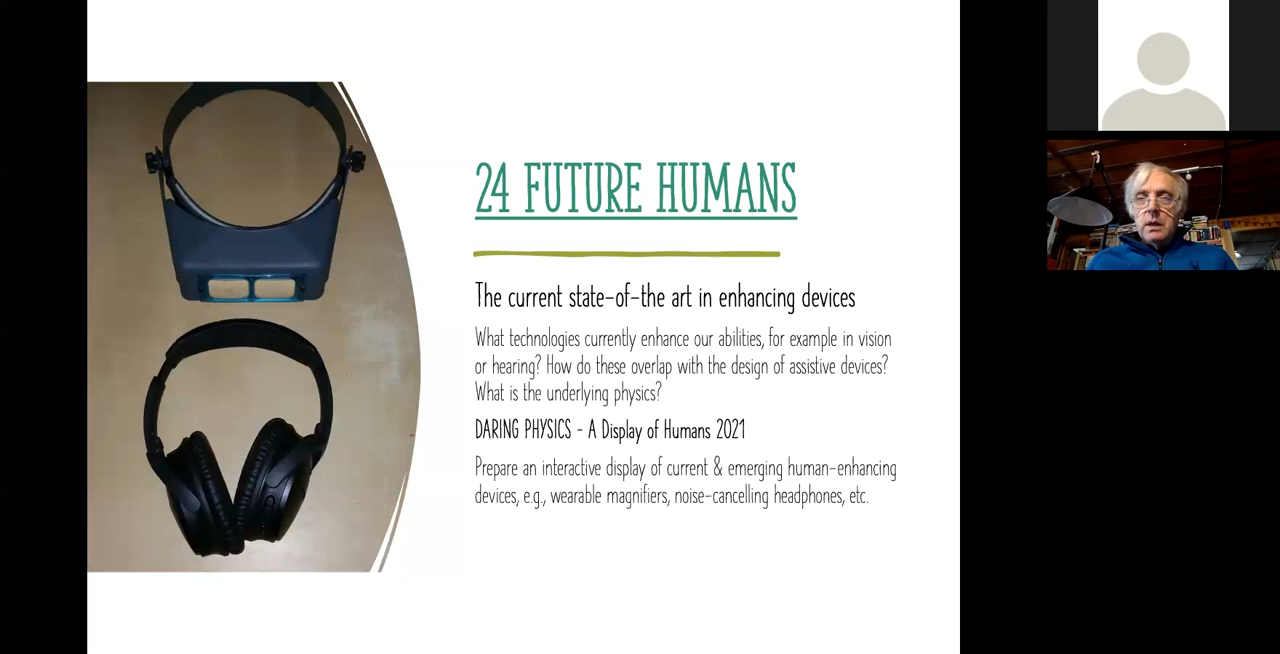 24 FUTURE HUMANS
The current state-of-the art in enhancing devices
What technologies currently enhance our abilities, for example in vision
or hearing? How do these overlap with the design of assistive devices?
What is the underlying physics?
DARING PHYSICS - A Display of Humans 2021
Prepare an interactive display of current & emerging human-enhancing
devices, e.g., wearable magnifiers, noise-cancelling headphones, etc.